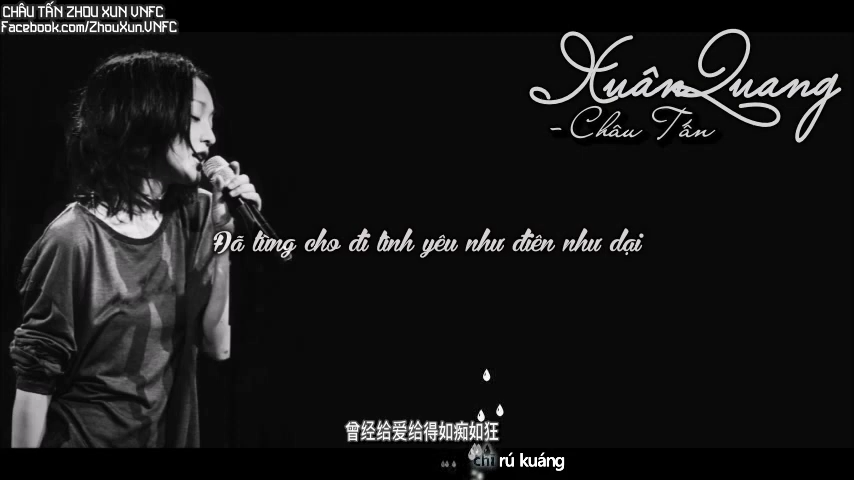 CHÂU TẤN ZHOU XUN VNFC
Facebook.com/ZhouXun.VNFC
Xuân Quang
- Châu Tấn
Đã từng cho đi tình yêu như điên như dại
曾经给爱给得如痴如狂
chī rú kuáng